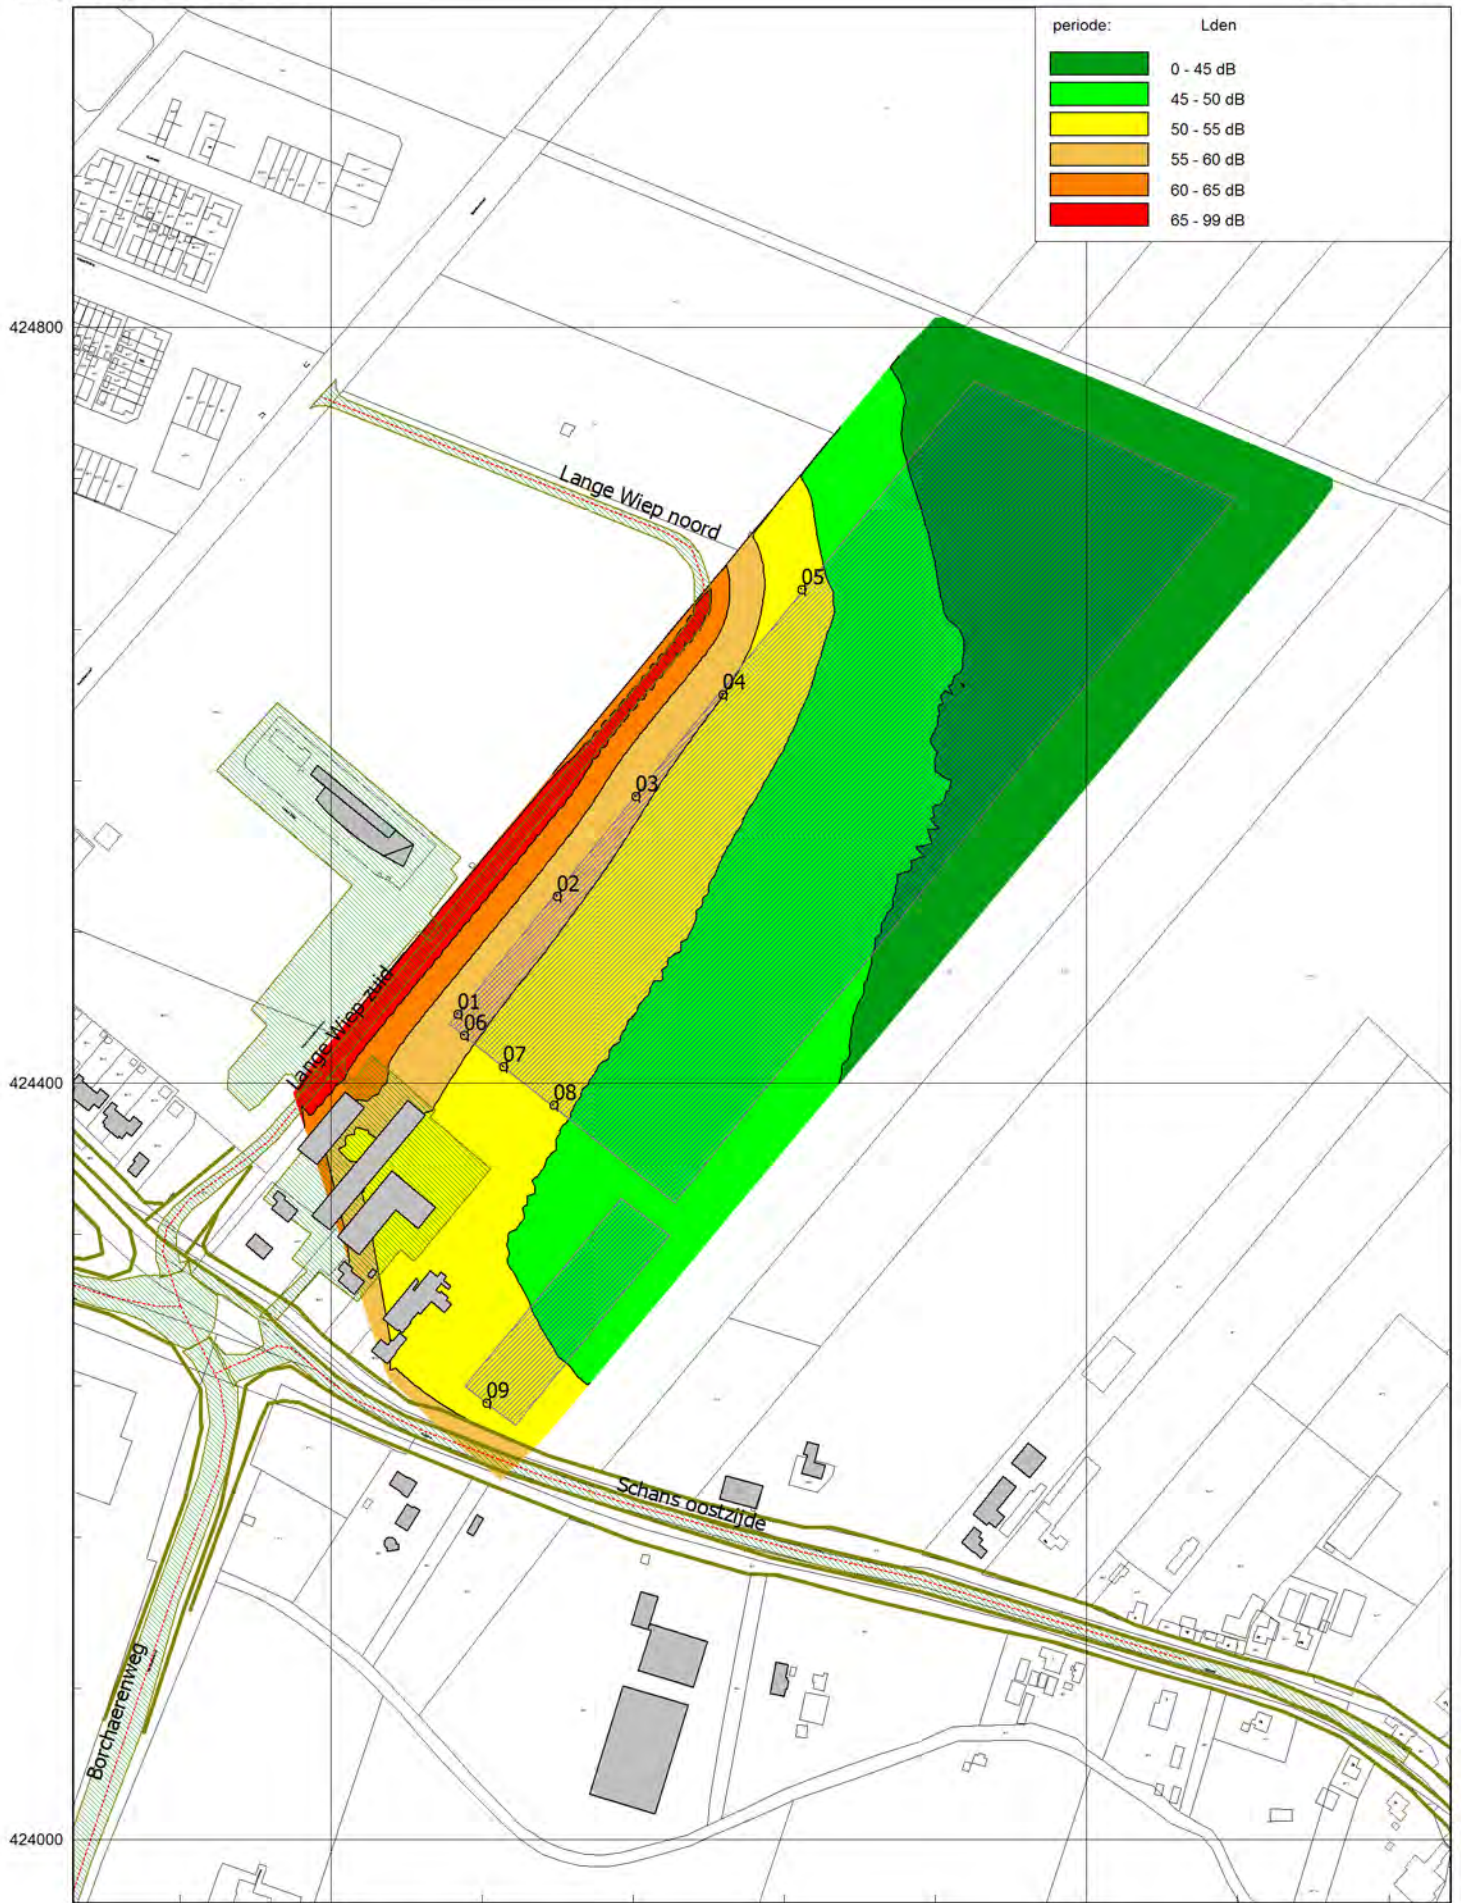 periode: Lden
0 - 45 dB
45 - 50 dB
50 - 55 dB
55 - 60 dB
60 - 65 dB
65 - 99 dB
424800
Lange Wiep noord
05
04
03
02
Lange Wiep zuid
01
06
07
424400
08
09
Schans oostzijde
Borchaerenweg
424000